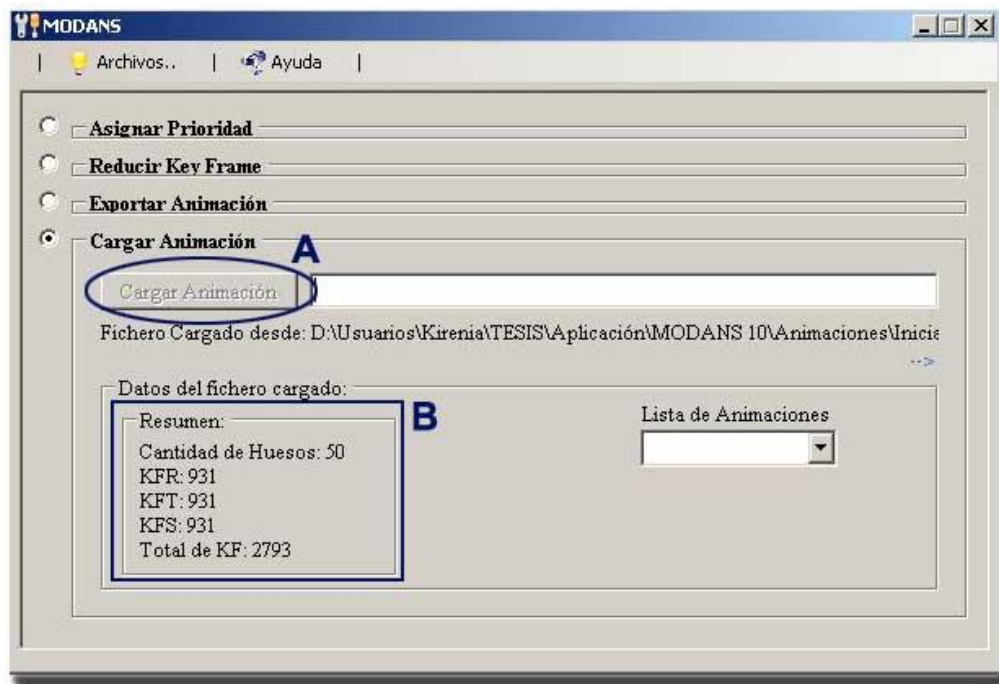 MODANS
| Archivos.. | Ayuda |
Asignar Prioridad
Reducir Key Frame
Exportar Animación
Cargar Animación
A
Cargar Animación
Fichero Cargado desde: D:\Usuarios\Kirenia\TESIS\Aplicación\MODANS 10\Animaciones\Inicia
-->
Datos del fichero cargado:
B
Resumen:
Lista de Animaciones
Cantidad de Huesos: 50
KFR: 931
KFT: 931
KFS: 931
Total de KF: 2793